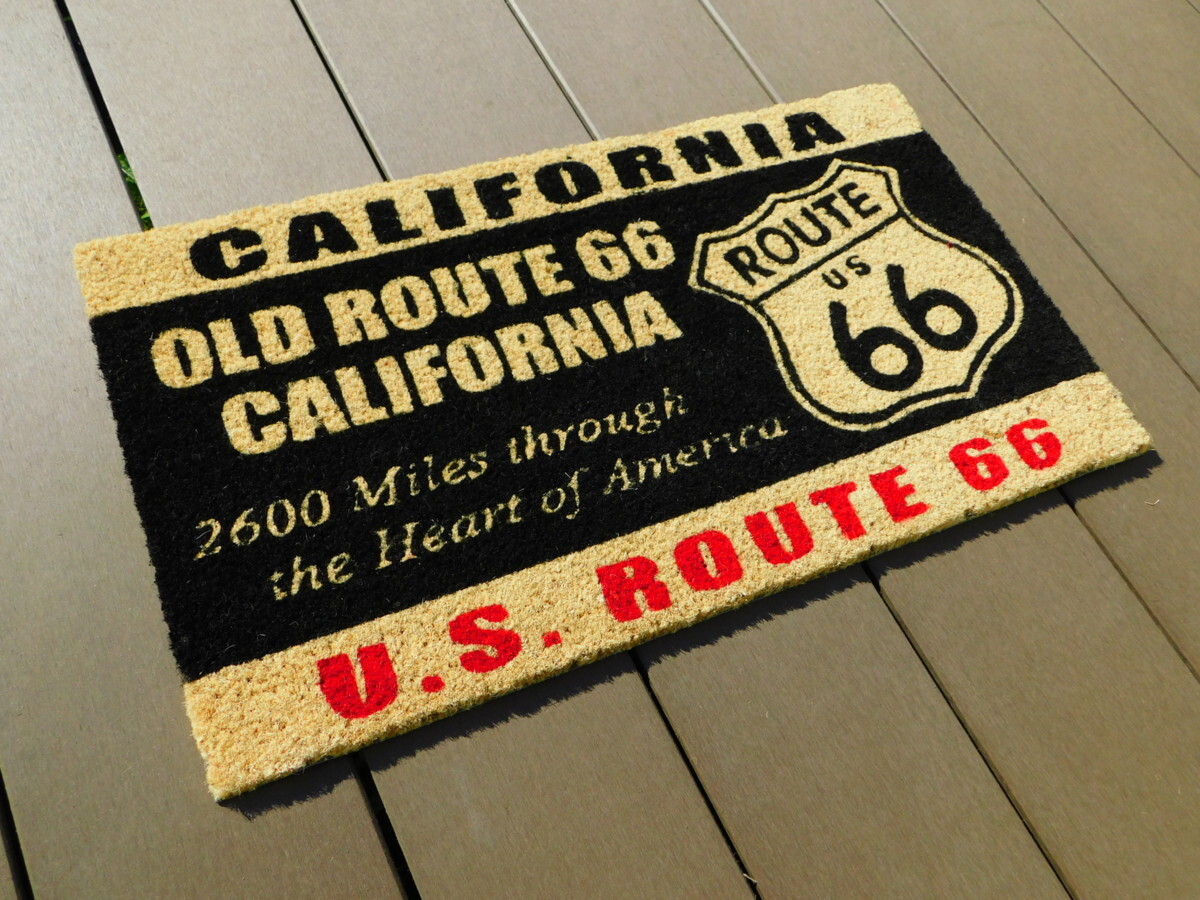 CALIFORNIA
OLD ROUTE 66
CALIFORNIA
2600 Miles through
the Heart of America
ROUTE
US
66
U.S. ROUTE 66